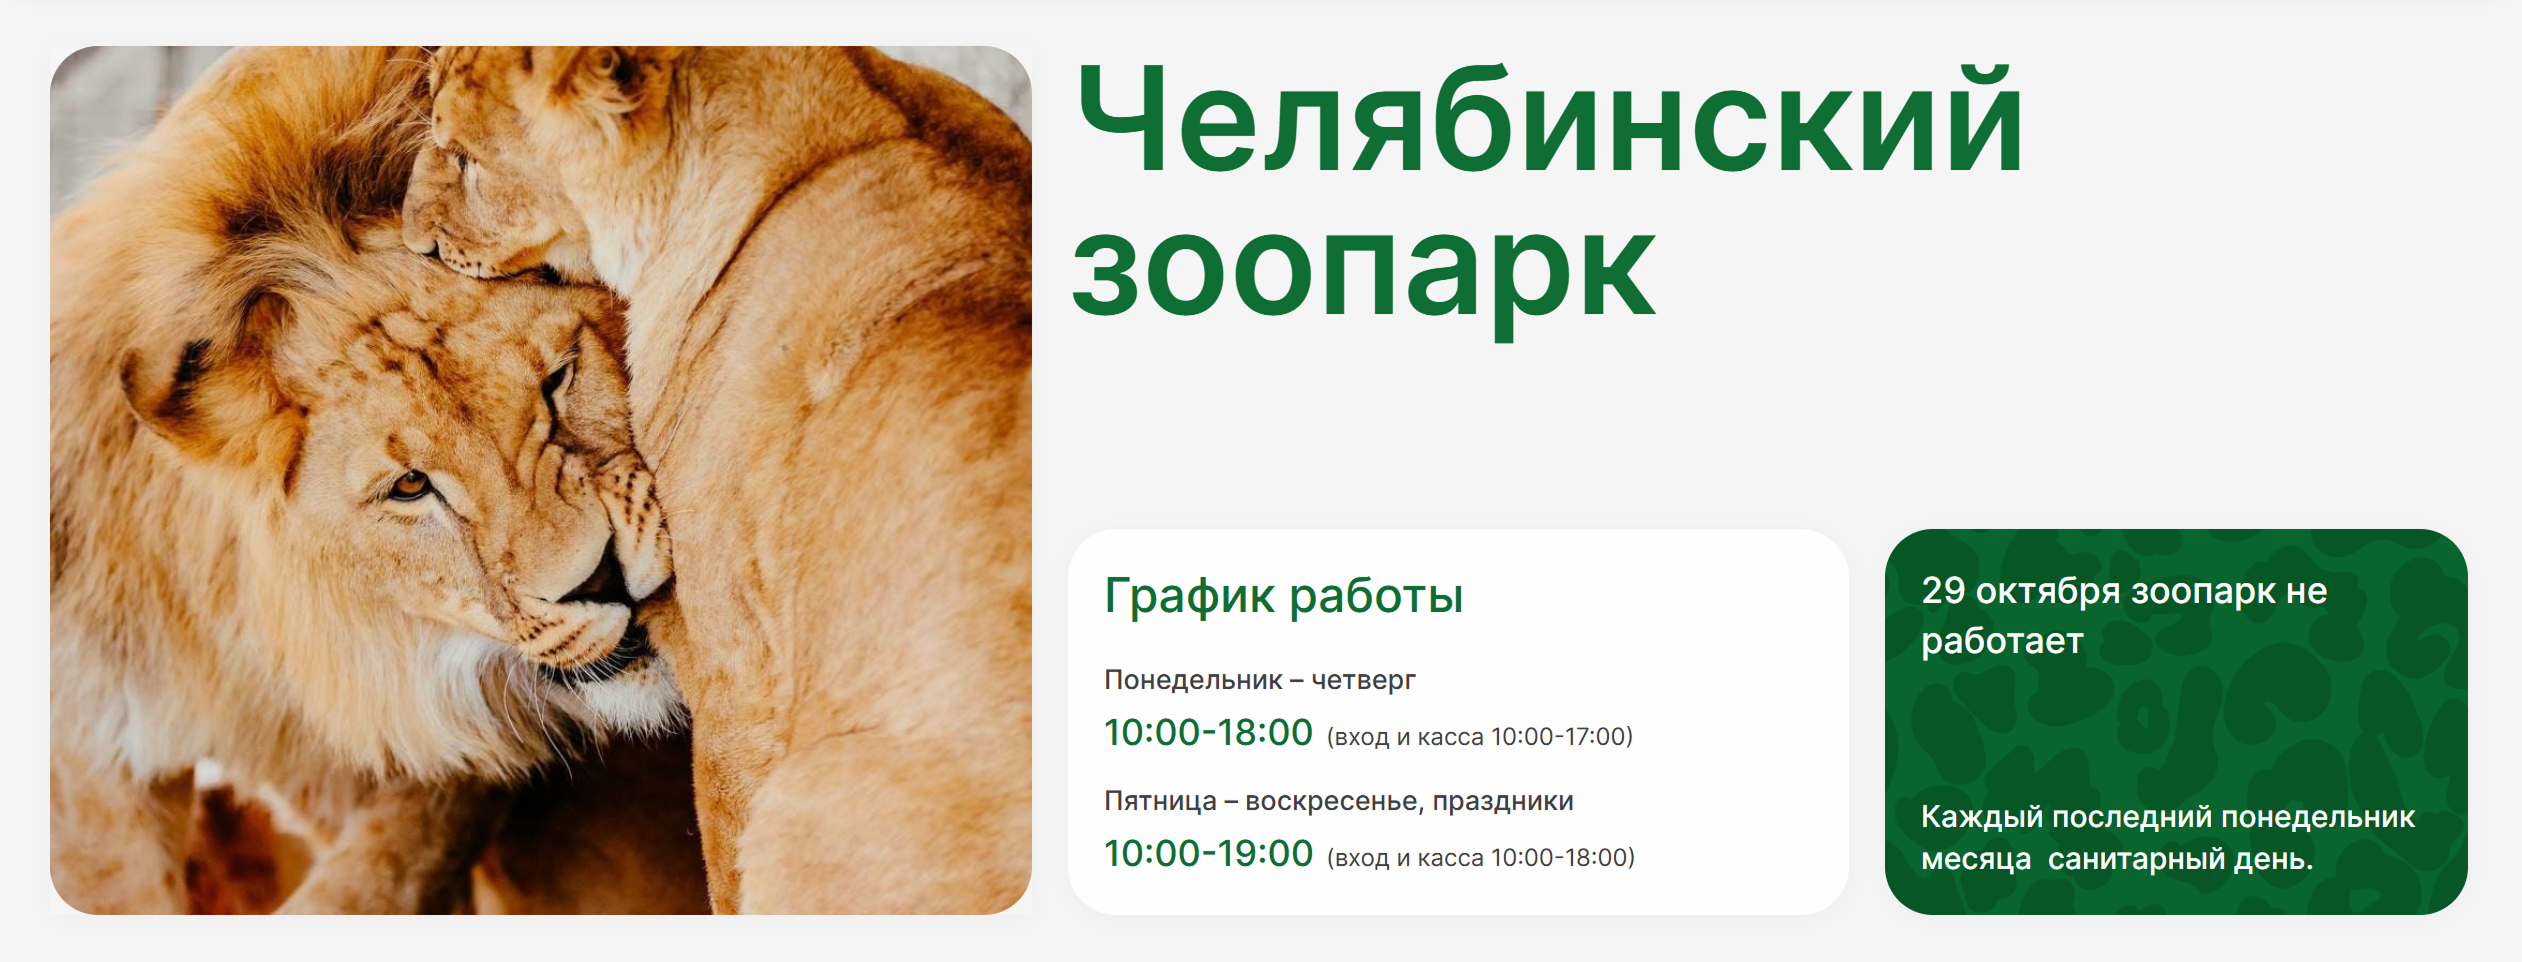 Челябинский
зоопарк
График работы
Понедельник – четверг
10:00-18:00 (вход и касса 10:00-17:00)
Пятница – воскресенье, праздники
10:00-19:00 (вход и касса 10:00-18:00)
29 октября зоопарк не
работает
Каждый последний понедельник
месяца  санитарный день.